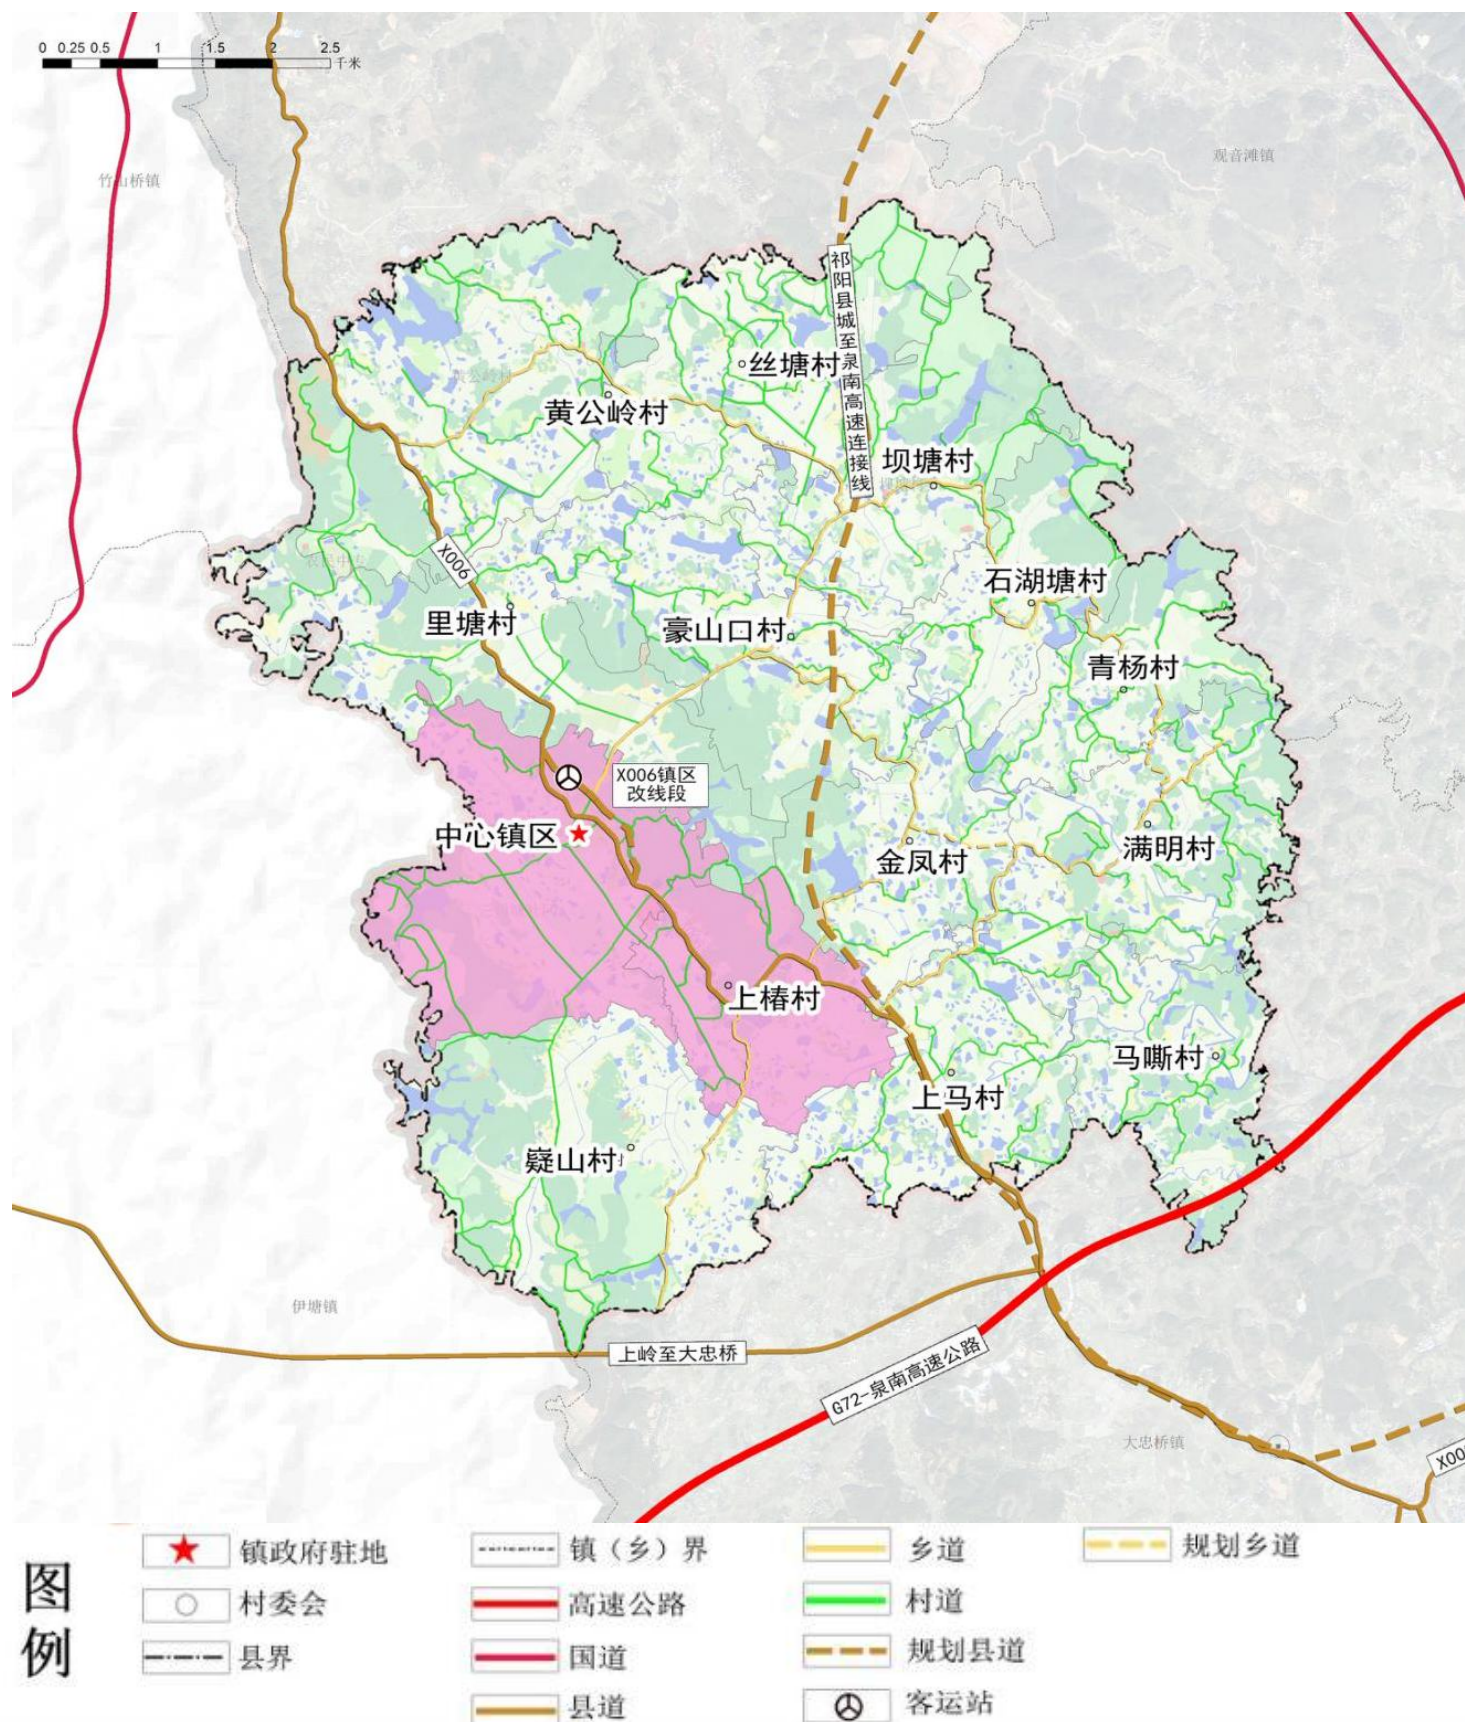 0 0.25 0.5 1 1.5 2 2.5
千米
竹山桥镇
观音滩镇
祁阳县城至泉南高速连接线
丝塘村
黄公岭村
黄公岭村
坝塘村
X006
石湖塘村
里塘村
豪山口村
青杨村
X006镇区
改线段
中心镇区
金凤村
满明村
上椿村
马嘶村
上马村
嶷山村
伊塘镇
上岭至大忠桥
G72-泉南高速公路
大忠桥镇
图例
镇政府驻地
村委会
县界
镇（乡）界
高速公路
国道
县道
乡道
村道
规划县道
客运站
规划乡道